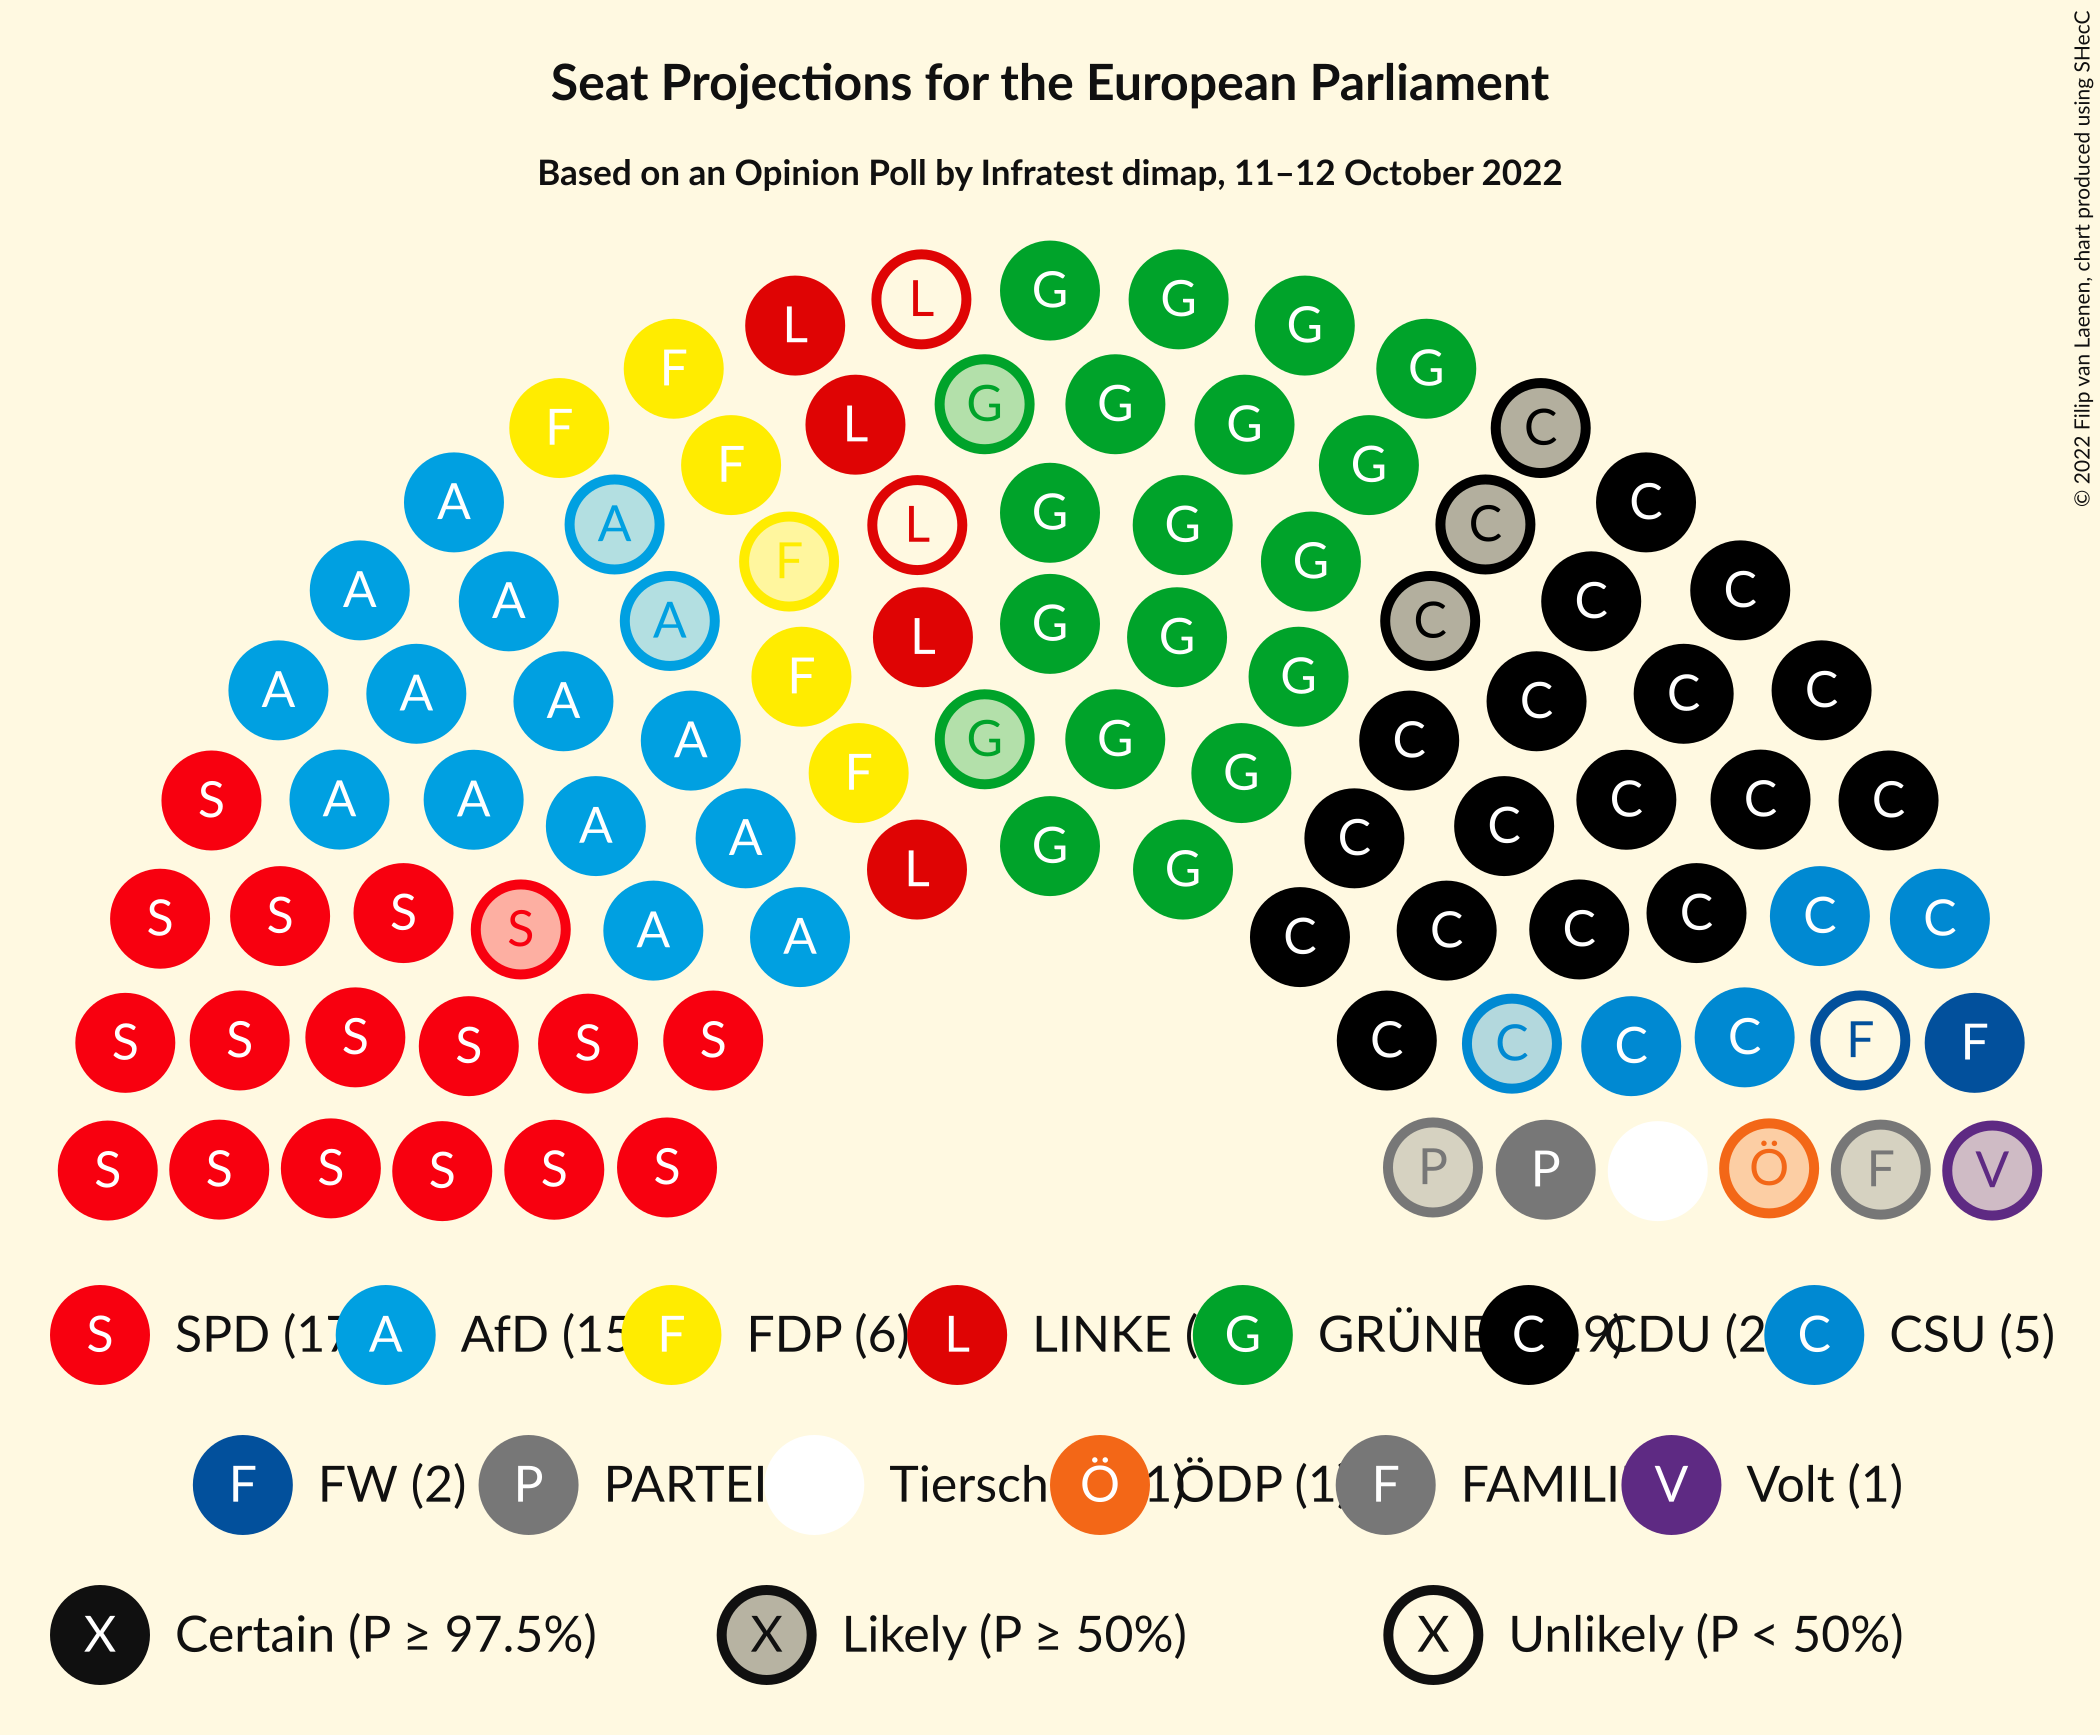 Seat Projections for the European Parliament
Based on an Opinion Poll by Infratest dimap, 11–12 October 2022
© 2022 Filip van Laenen, chart produced using SHecC
L G G G
L G
F G
F L G G G C
F G
A A F L G G G C C
A A A F L G G G C C C
A A A A F G G G C C C C
S A A A A F G G G C C C C C
S S S S A A L G G C C C C C C
S S S S S S C C C C F F
S S S S S S P P Ö F V
S SPD (17 A AfD (15 F FDP (6) L LINKE ( G GRÜNE C 9) CDU (2 C CSU (5)
F FW (2) P PARTEI Tiersch Ö 1) ÖDP (1 F FAMILI V Volt (1)
X Certain (P ≥ 97.5%) X Likely (P ≥ 50%) X Unlikely (P < 50%)